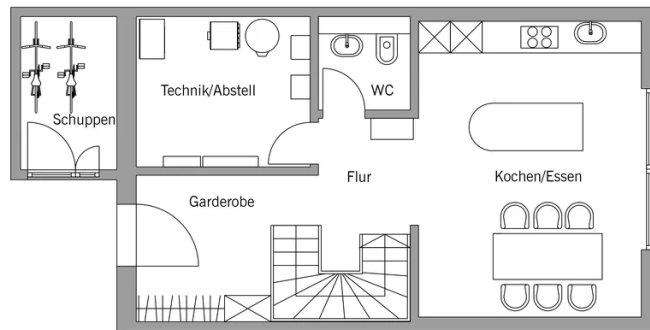 Technik/Abstell
WC
Schuppen
Flur
Kochen/Essen
Garderobe